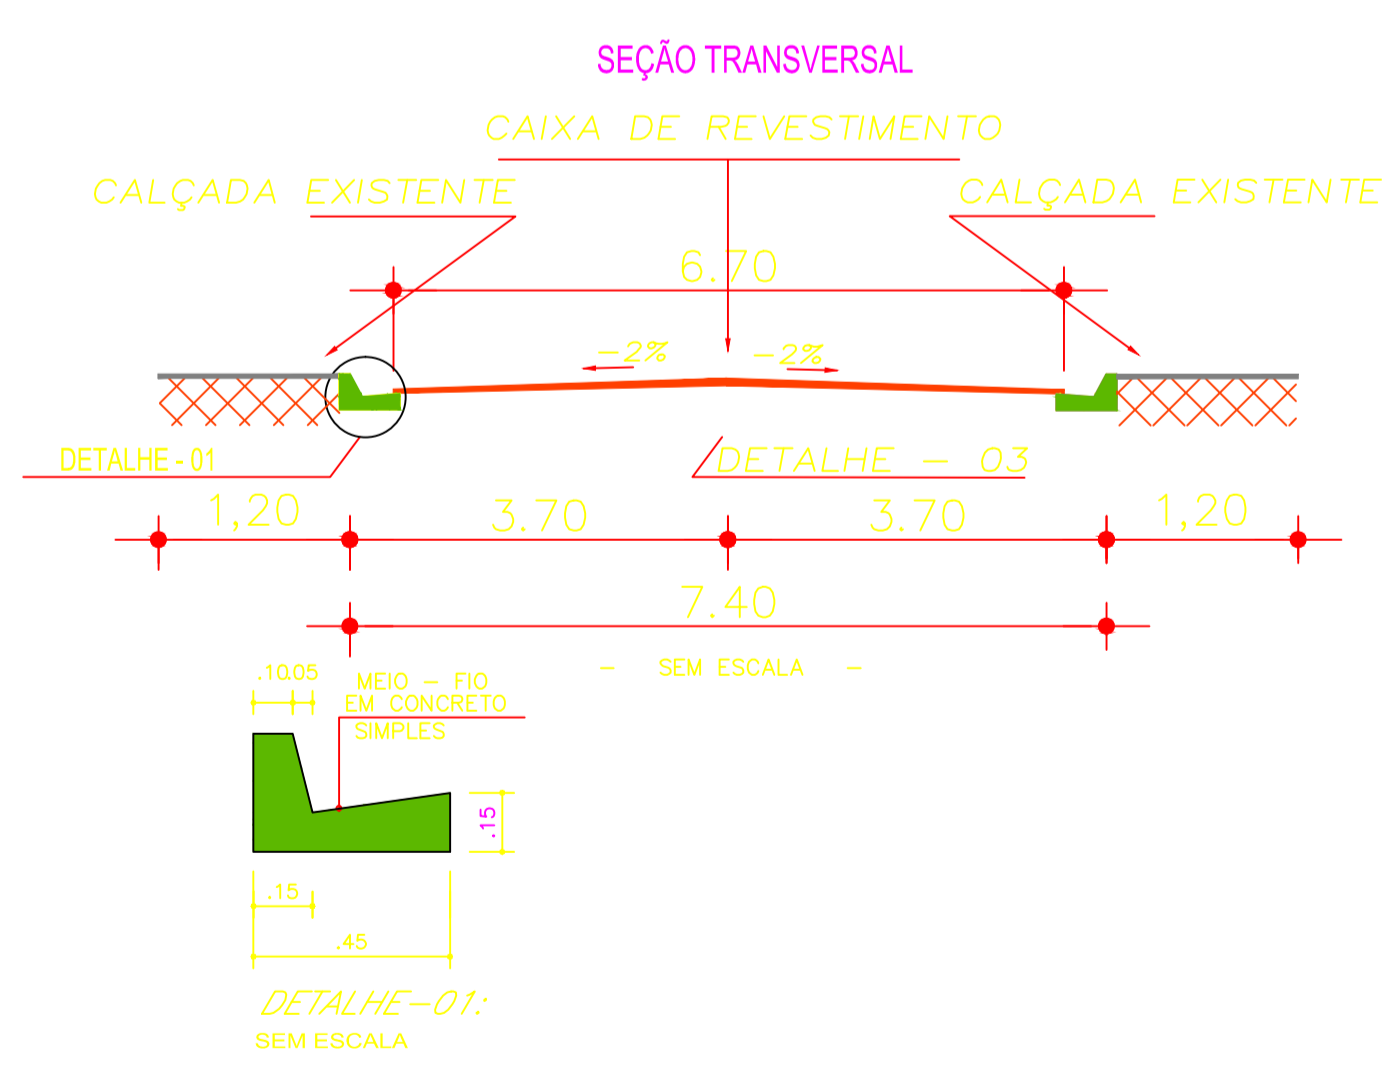 SEÇÃO TRANSVERSAL
CAIXA DE REVESTIMENTO
CALÇADA EXISTENTE
CALÇADA EXISTENTE
6.70
-2%
-2%
DETALHE - 01
DETALHE - 03
1,20
3.70
3.70
1,20
7.40
- SEM ESCALA -
.10
.05
MEIO - FIO
EM CONCRETO
SIMPLES
.15
.15
.45
DETALHE-01:
SEM ESCALA